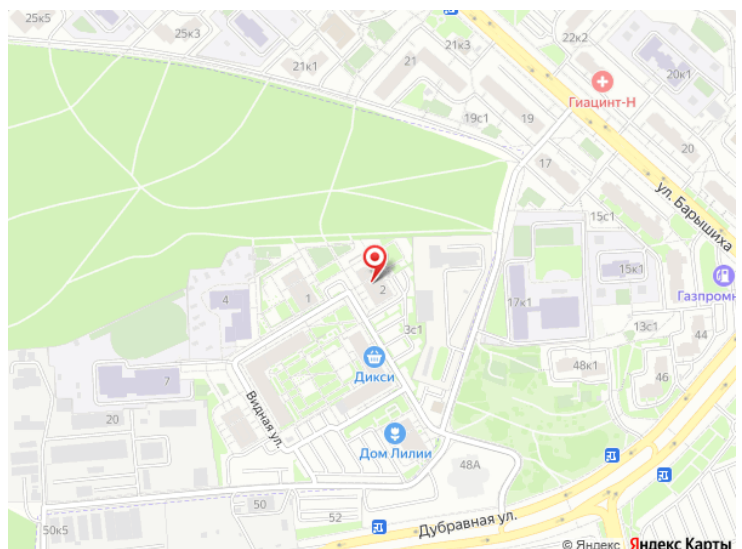 25к5
25к3
21к3
22к2
21
21к1
20к1
Гиацинт-Н
19с1
19
20
17
ул. Барышиха
15с1
15к1
4
1
2
17к1
Газпромн
3с1
13с1
44
Дикси
48к1
46
7
Видная ул.
20
Дом Лилии
48А
50
52
50к5
Дубравная ул.
© Яндекс Яндекс Карты